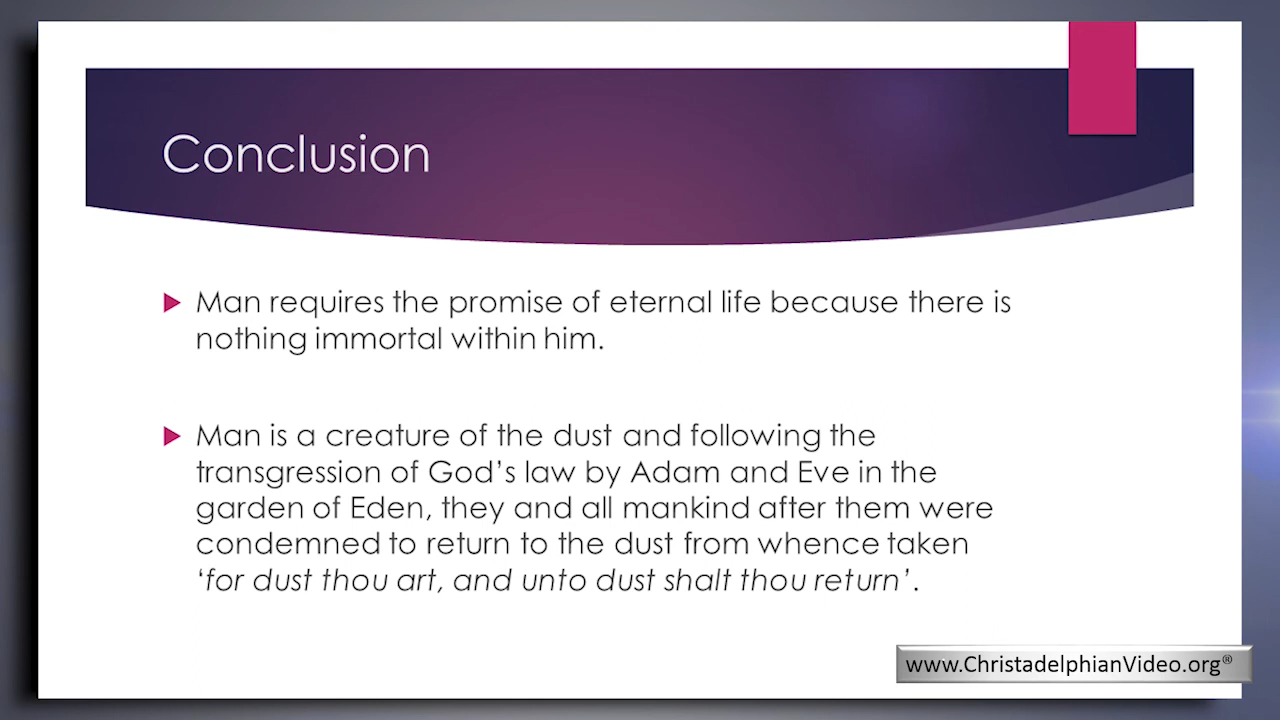 Conclusion
Man requires the promise of eternal life because there is
nothing immortal within him.
Man is a creature of the dust and following the
transgression of God’s law by Adam and Eve in the
garden of Eden, they and all mankind after them were
condemned to return to the dust from whence taken
‘for dust thou art, and unto dust shalt thou return’.
www.ChristadelphianVideo.org®